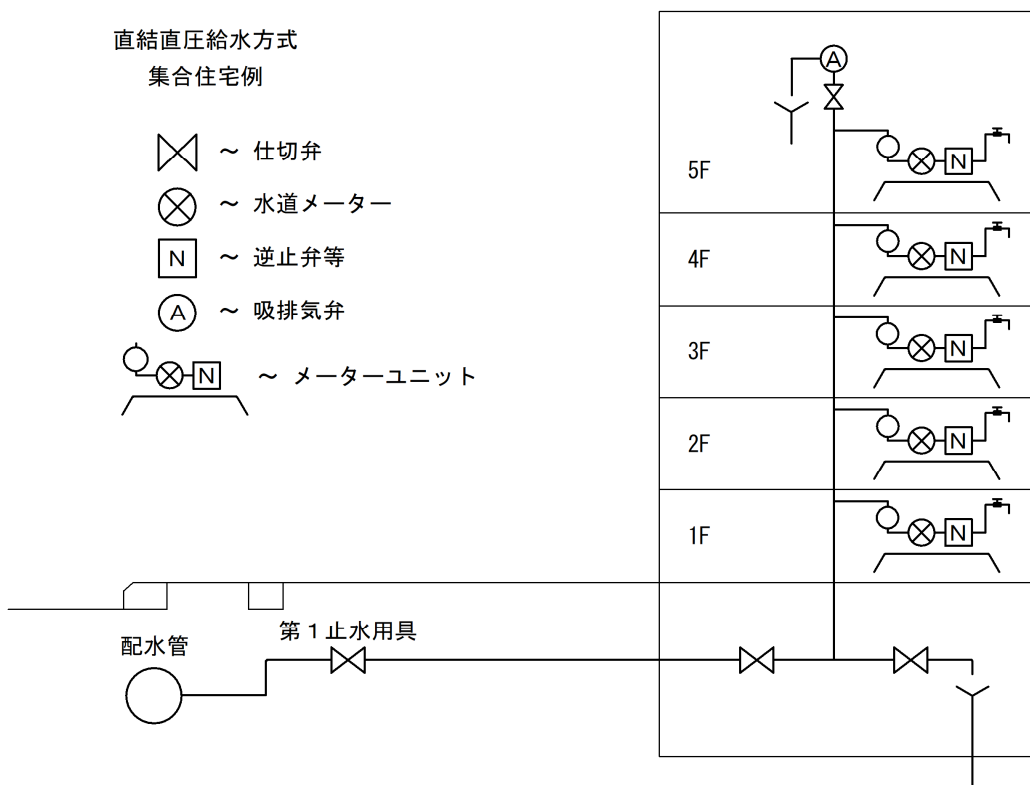 直結直圧給水方式
集合住宅例
～ 仕切弁
～ 水道メーター
N ～ 逆止弁等
A ～ 吸排気弁
N ～ メーターユニット
A
5F N
4F N
3F N
2F N
1F N
配水管
第１止水用具